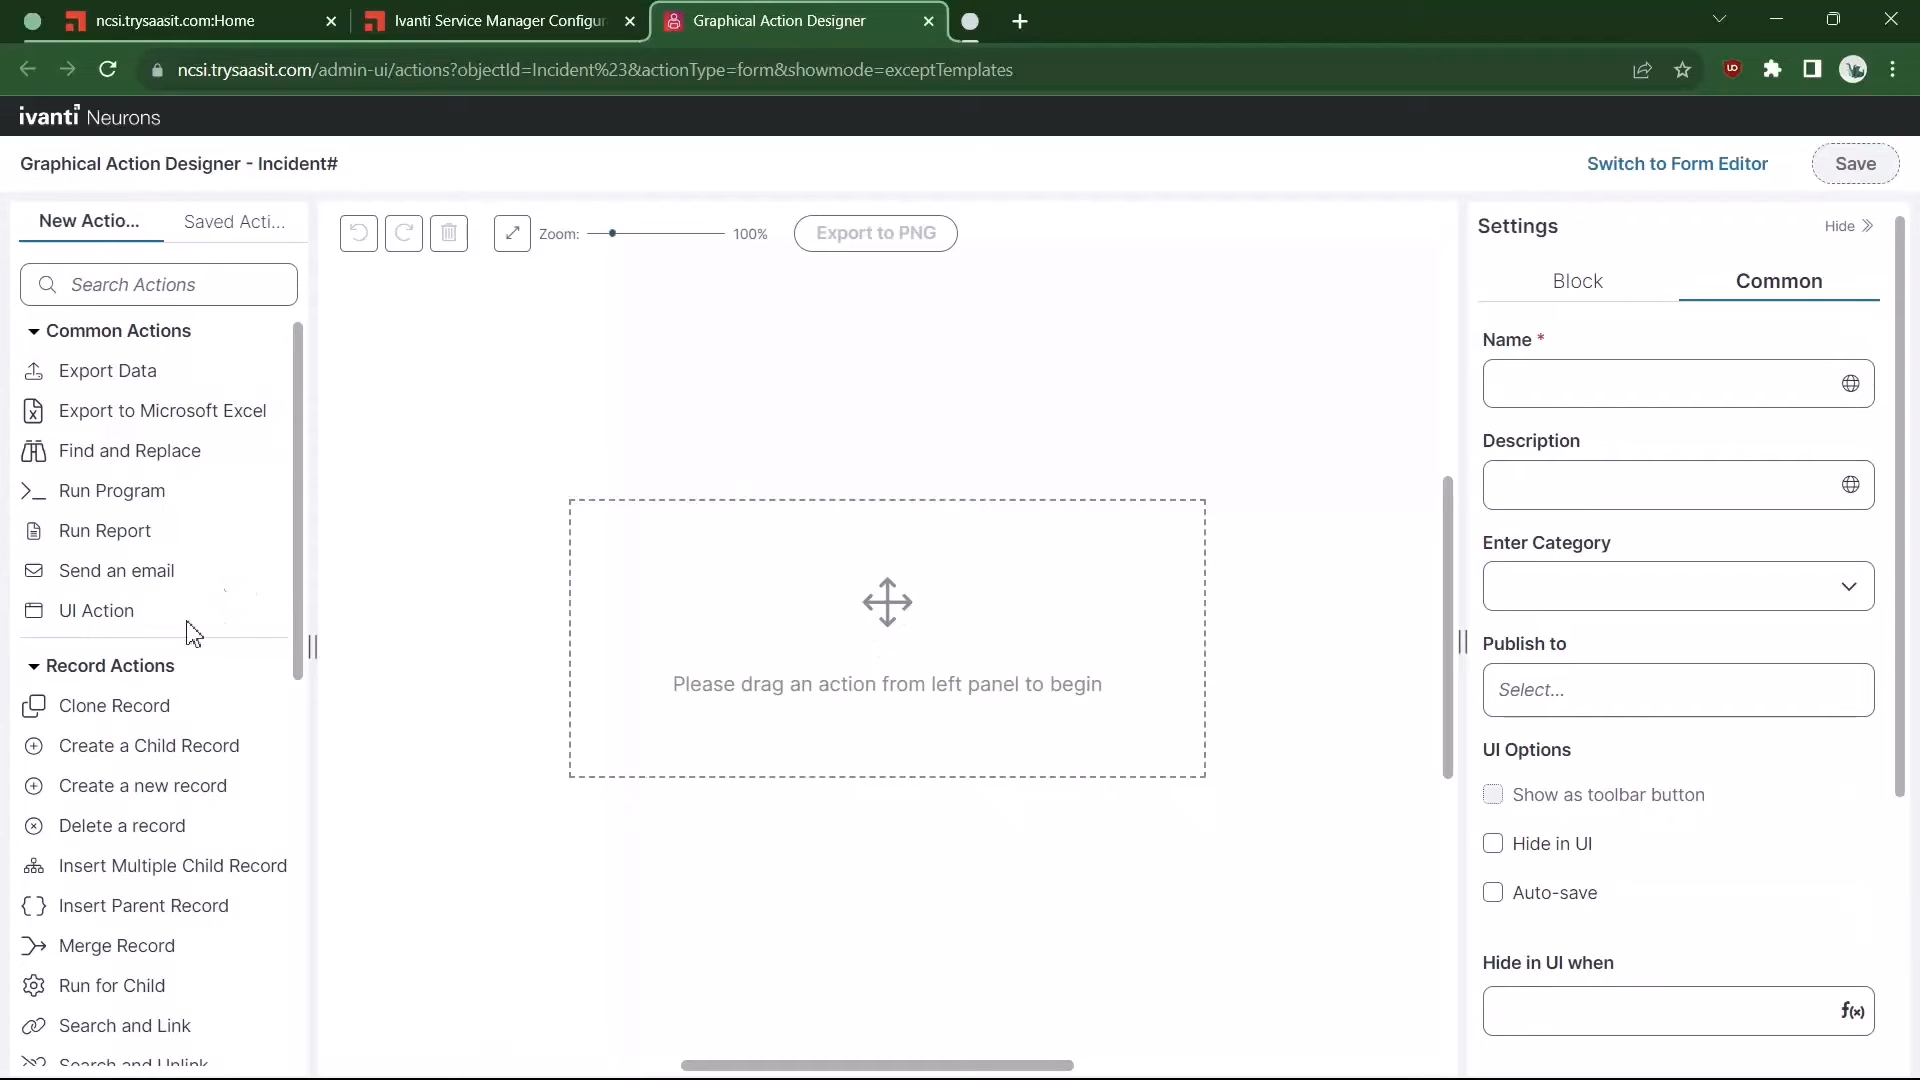 ncsi.trysaasit.com:Home
Ivanti Service Manager Configur
Graphical Action Designer
ncsi.trysaasit.com/admin-ui/actions?objectId=Incident%23&actionType=form&showmode=exceptTemplates
ivanti Neurons
Graphical Action Designer - Incident#
Switch to Form Editor
Save
New Actio...
Saved Acti...
Search Actions
Common Actions
Export Data
Export to Microsoft Excel
Find and Replace
Run Program
Run Report
Send an email
UI Action
Record Actions
Clone Record
Create a Child Record
Create a new record
Delete a record
Insert Multiple Child Record
Insert Parent Record
Merge Record
Run for Child
Search and Link
Search and Unlink
Zoom:
100%
Export to PNG
Please drag an action from left panel to begin
Settings
Hide
Block
Common
Name *
Description
Enter Category
Publish to
Select...
UI Options
Show as toolbar button
Hide in UI
Auto-save
Hide in UI when
f(x)